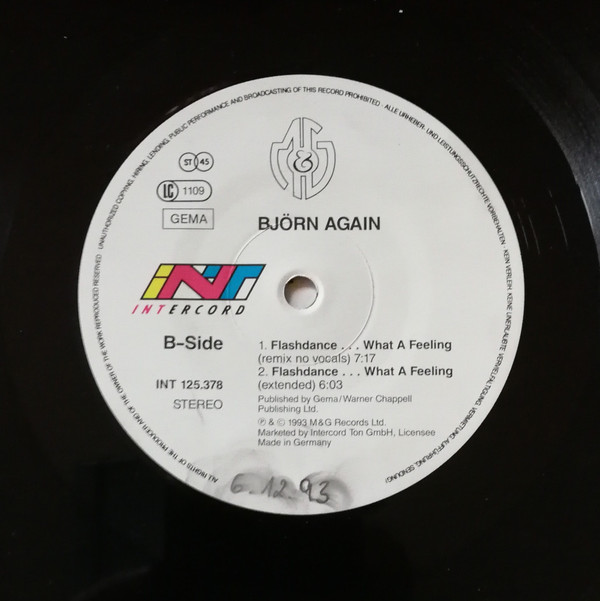 ALL RIGHTS OF THE PRODUCER AND OF THE OWNER OF THE WORK REPRODUCED RESERVED · UNAUTHORIZED COPYING, HIRING, LENDING, PUBLIC PERFORMANCE AND BROADCASTING OF THIS RECORD PROHIBITED · ALLE URHEBER- UND LEISTUNGSSCHUTZRECHTE VORBEHALTEN · KEIN VERLEIH, KEINE UNERLAUBTE VERVIELFÄLTIGUNG, VERMIETUNG, AUFFÜHRUNG, SENDUNG!
M&G
ST 45
LC 1109
GEMA
BJÖRN AGAIN
INT
INTERCORD
B-Side
INT 125.378
STEREO
1. Flashdance . . . What A Feeling
(remix no vocals) 7:17
2. Flashdance . . . What A Feeling
(extended) 6:03
Published by Gema/Warner Chappell
Publishing Ltd.
℗ & © 1993 M&G Records Ltd.
Marketed by Intercord Ton GmbH, Licensee
Made in Germany
6.12.93